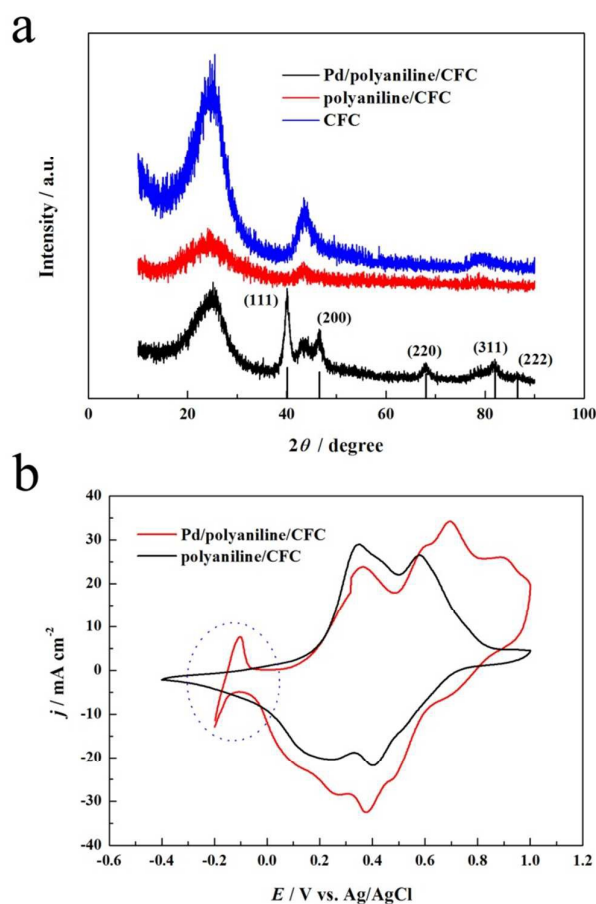 a
Pd/polyaniline/CFC
polyaniline/CFC
CFC
Intensity / a.u.
(111)
(200)
(220)
(311)
(222)
0 20 40 60 80 100
2θ / degree
b
40
30
20
10
0
-10
-20
-30
-40
Pd/polyaniline/CFC
polyaniline/CFC
j / mA cm-2
-0.6 -0.4 -0.2 0.0 0.2 0.4 0.6 0.8 1.0 1.2
E / V vs. Ag/AgCl